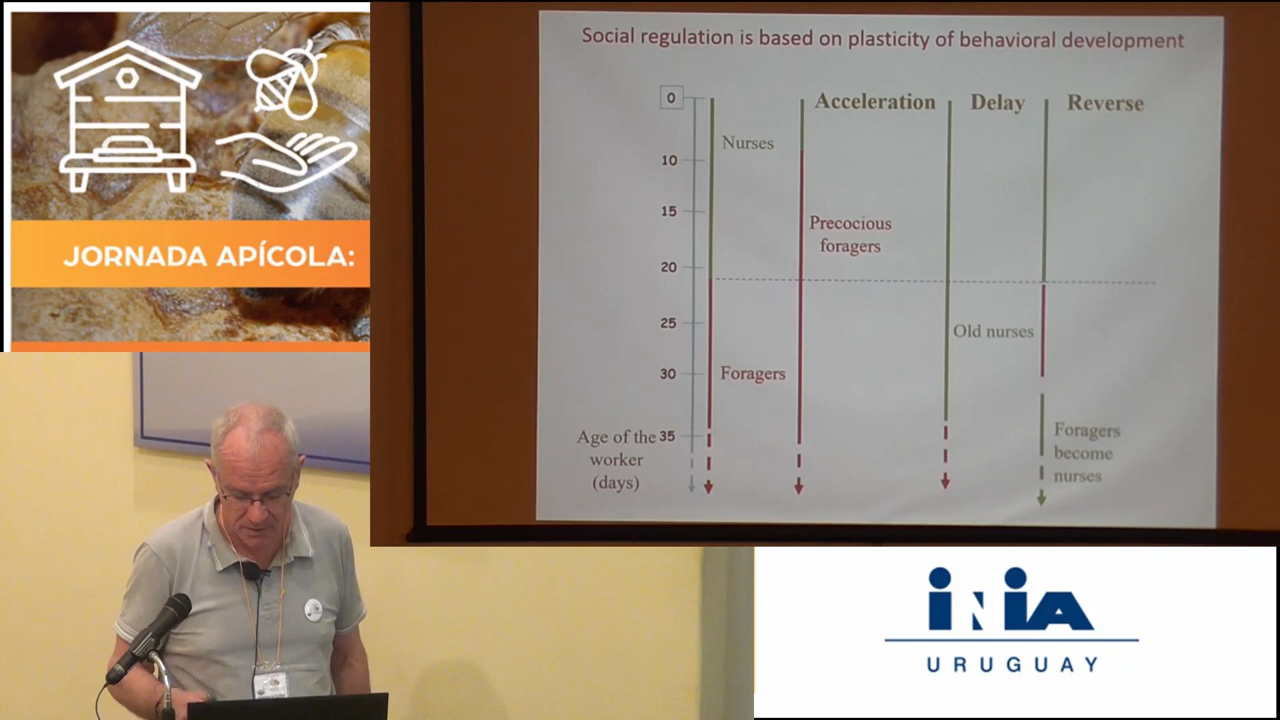 JORNADA APÍCOLA:
Social regulation is based on plasticity of behavioral development
0
Acceleration
Delay
Reverse
Nurses
10
15
Precocious
foragers
20
25
Old nurses
30
Foragers
Age of the
worker
(days)
35
Foragers
become
nurses
INIA
URUGUAY